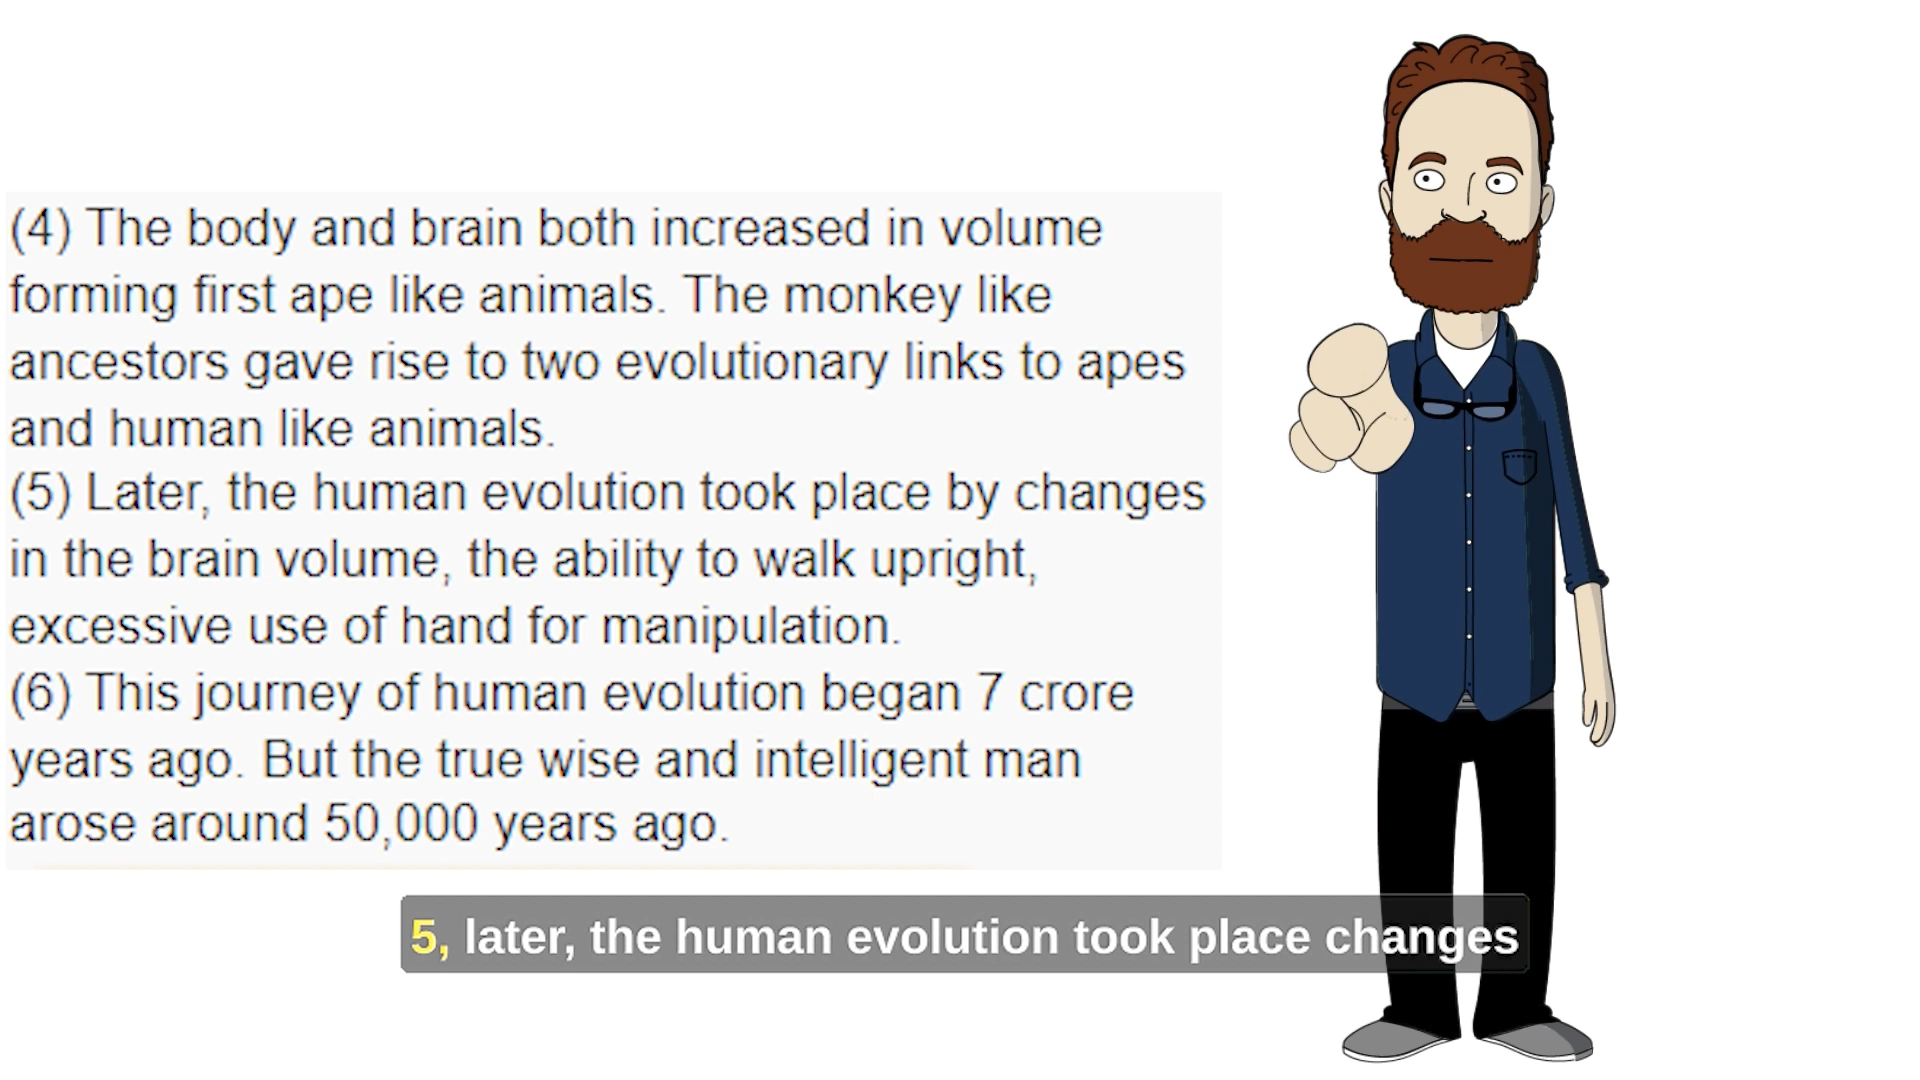 (4) The body and brain both increased in volume
forming first ape like animals. The monkey like
ancestors gave rise to two evolutionary links to apes
and human like animals.
(5) Later, the human evolution took place by changes
in the brain volume, the ability to walk upright,
excessive use of hand for manipulation.
(6) This journey of human evolution began 7 crore
years ago. But the true wise and intelligent man
arose around 50,000 years ago.
5, later, the human evolution took place changes